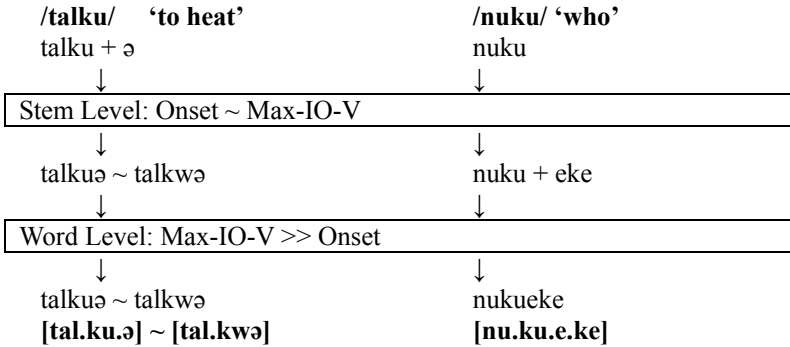 /talku/ ‘to heat’ /nuku/ ‘who’
talku + ə nuku
↓ ↓
Stem Level: Onset ~ Max-IO-V
↓ ↓
talkuə ~ talkwə nuku + eke
↓ ↓
Word Level: Max-IO-V >> Onset
↓ ↓
talkuə ~ talkwə nukueke
[tal.ku.ə] ~ [tal.kwə] [nu.ku.e.ke]